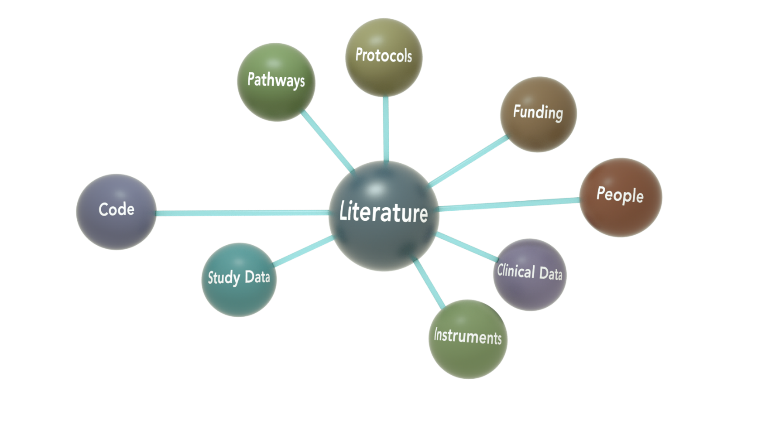 Protocols
Pathways
Funding
People
Code
Literature
Clinical Data
Study Data
Instruments